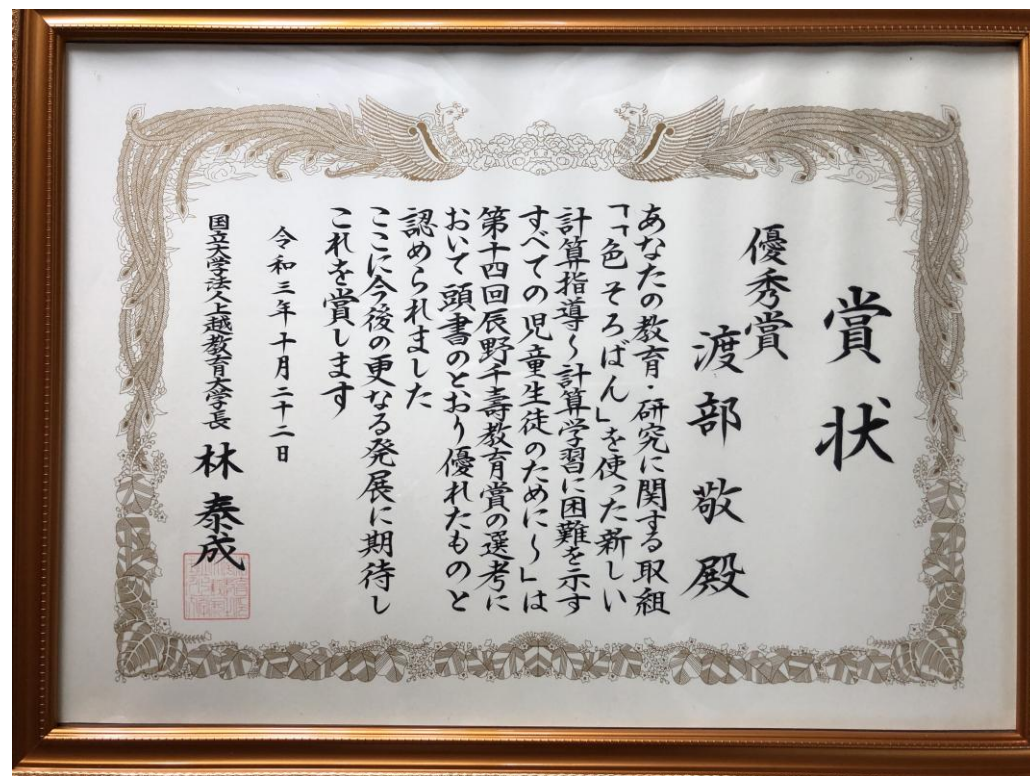 賞状
優秀賞
渡部敬殿
あなたの教育・研究に関する取組
「「色そろばん」を使った新しい
計算指導～計算学習に困難を示す
すべての児童生徒のために～」は
第十四回辰野千壽教育賞の選考に
おいて頭書のとおり優れたものと
認められました
ここに今後の更なる発展に期待し
これを賞します
令和三年十月二十二日
国立大学法人上越教育大学長 林泰成